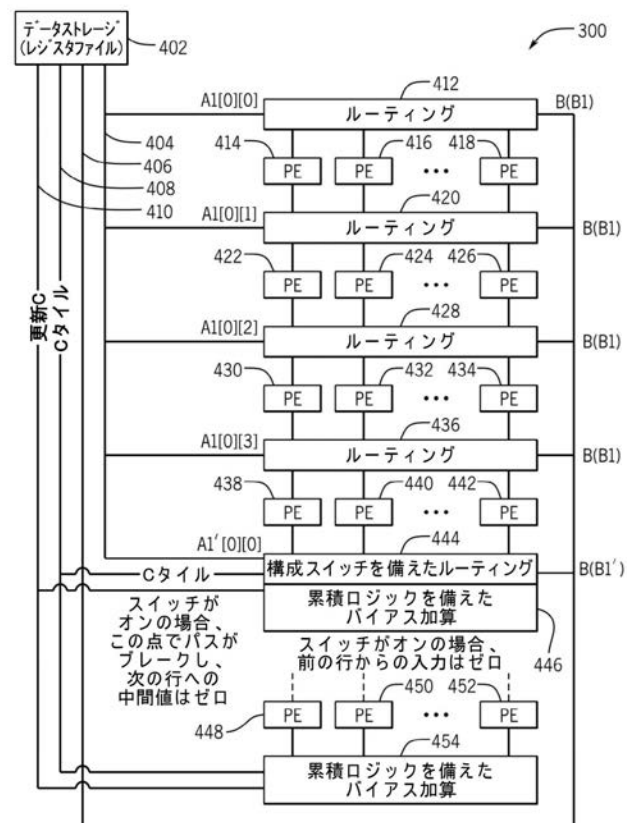 データストレージ
(レジスタファイル)
402
300
404
406
408
410
更新C
Cタイル
A1[0][0]
412
ルーティング
B(B1)
414
PE
PE
416
•••
418
PE
A1[0][1]
420
ルーティング
B(B1)
422
PE
PE
424
•••
426
PE
A1[0][2]
428
ルーティング
B(B1)
430
PE
PE
432
•••
434
PE
A1[0][3]
436
ルーティング
B(B1)
438
PE
PE
440
•••
442
PE
A1'[0][0]
444
構成スイッチを備えたルーティング
B(B1')
Cタイル
累積ロジックを備えた
バイアス加算
446
スイッチが
オンの場合、
この点でパスが
ブレークし、
次の行への
中間値はゼロ
スイッチがオンの場合、
前の行からの入力はゼロ
448
PE
PE
450
•••
452
PE
454
累積ロジックを備えた
バイアス加算